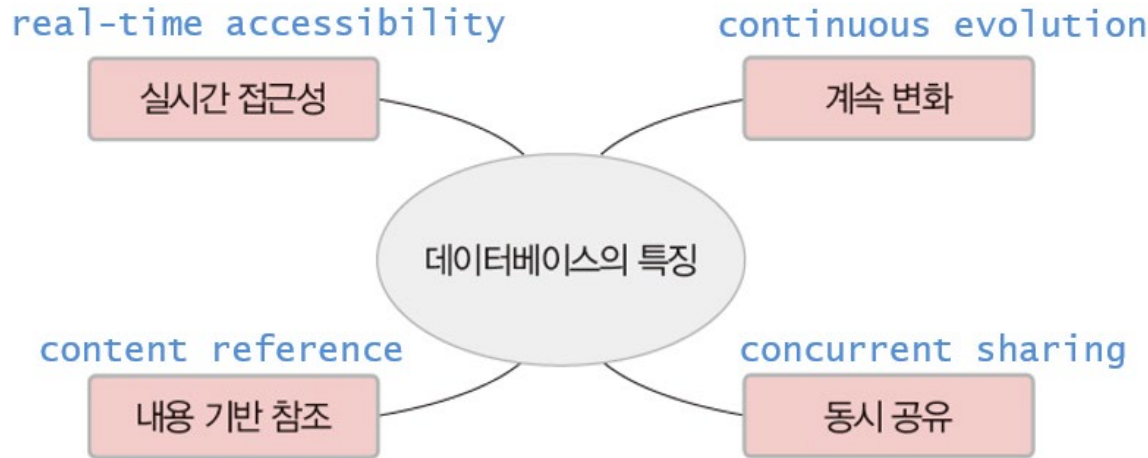 real-time accessibility
실시간 접근성
continuous evolution
계속 변화
데이터베이스의 특징
content reference
내용 기반 참조
concurrent sharing
동시 공유